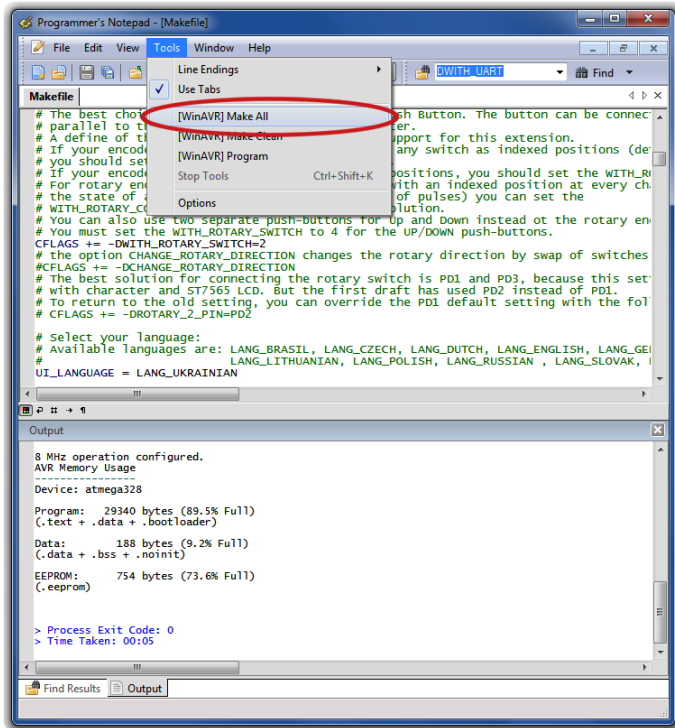 Programmer's Notepad - [Makefile]
File Edit View Tools Window Help
DWITH_UART Find
Line Endings
Use Tabs
[WinAVR] Make All
[WinAVR] Make Clean
[WinAVR] Program
Stop Tools Ctrl+Shift+K
Options
Makefile
# The best choi sh Button. The button can be connec
# parallel to th er.
# A define of th upport for this extension.
# If your encode any switch as indexed positions (de
# you should set
# If your encode positions, you should set the WITH_R
# For rotary en with an indexed position at every ch
# the state of a of pulses) you can set the
# WITH_ROTARY_CO lution.
# You can also use two separate push-buttons for Up and Down instead ot the rotary en
# You must set the WITH_ROTARY_SWITCH to 4 for the UP/DOWN push-buttons.
CFLAGS += -DWITH_ROTARY_SWITCH=2
# the option CHANGE_ROTARY_DIRECTION changes the rotary direction by swap of switches
#CFLAGS += -DCHANGE_ROTARY_DIRECTION
# The best solution for connecting the rotary switch is PD1 and PD3, because this set
# with character and ST7565 LCD. But the first draft has used PD2 instead of PD1.
# To return to the old setting, you can override the PD1 default setting with the fol
# CFLAGS += -DROTARY_2_PIN=PD2
# Select your language:
# Available languages are: LANG_BRASIL, LANG_CZECH, LANG_DUTCH, LANG_ENGLISH, LANG_GE
# LANG_LITHUANIAN, LANG_POLISH, LANG_RUSSIAN , LANG_SLOVAK,
UI_LANGUAGE = LANG_UKRAINIAN
Output
8 MHz operation configured.
AVR Memory Usage
----------------
Device: atmega328
Program: 29340 bytes (89.5% Full)
(.text + .data + .bootloader)
Data: 188 bytes (9.2% Full)
(.data + .bss + .noinit)
EEPROM: 754 bytes (73.6% Full)
(.eeprom)
> Process Exit Code: 0
> Time Taken: 00:05
Find Results Output